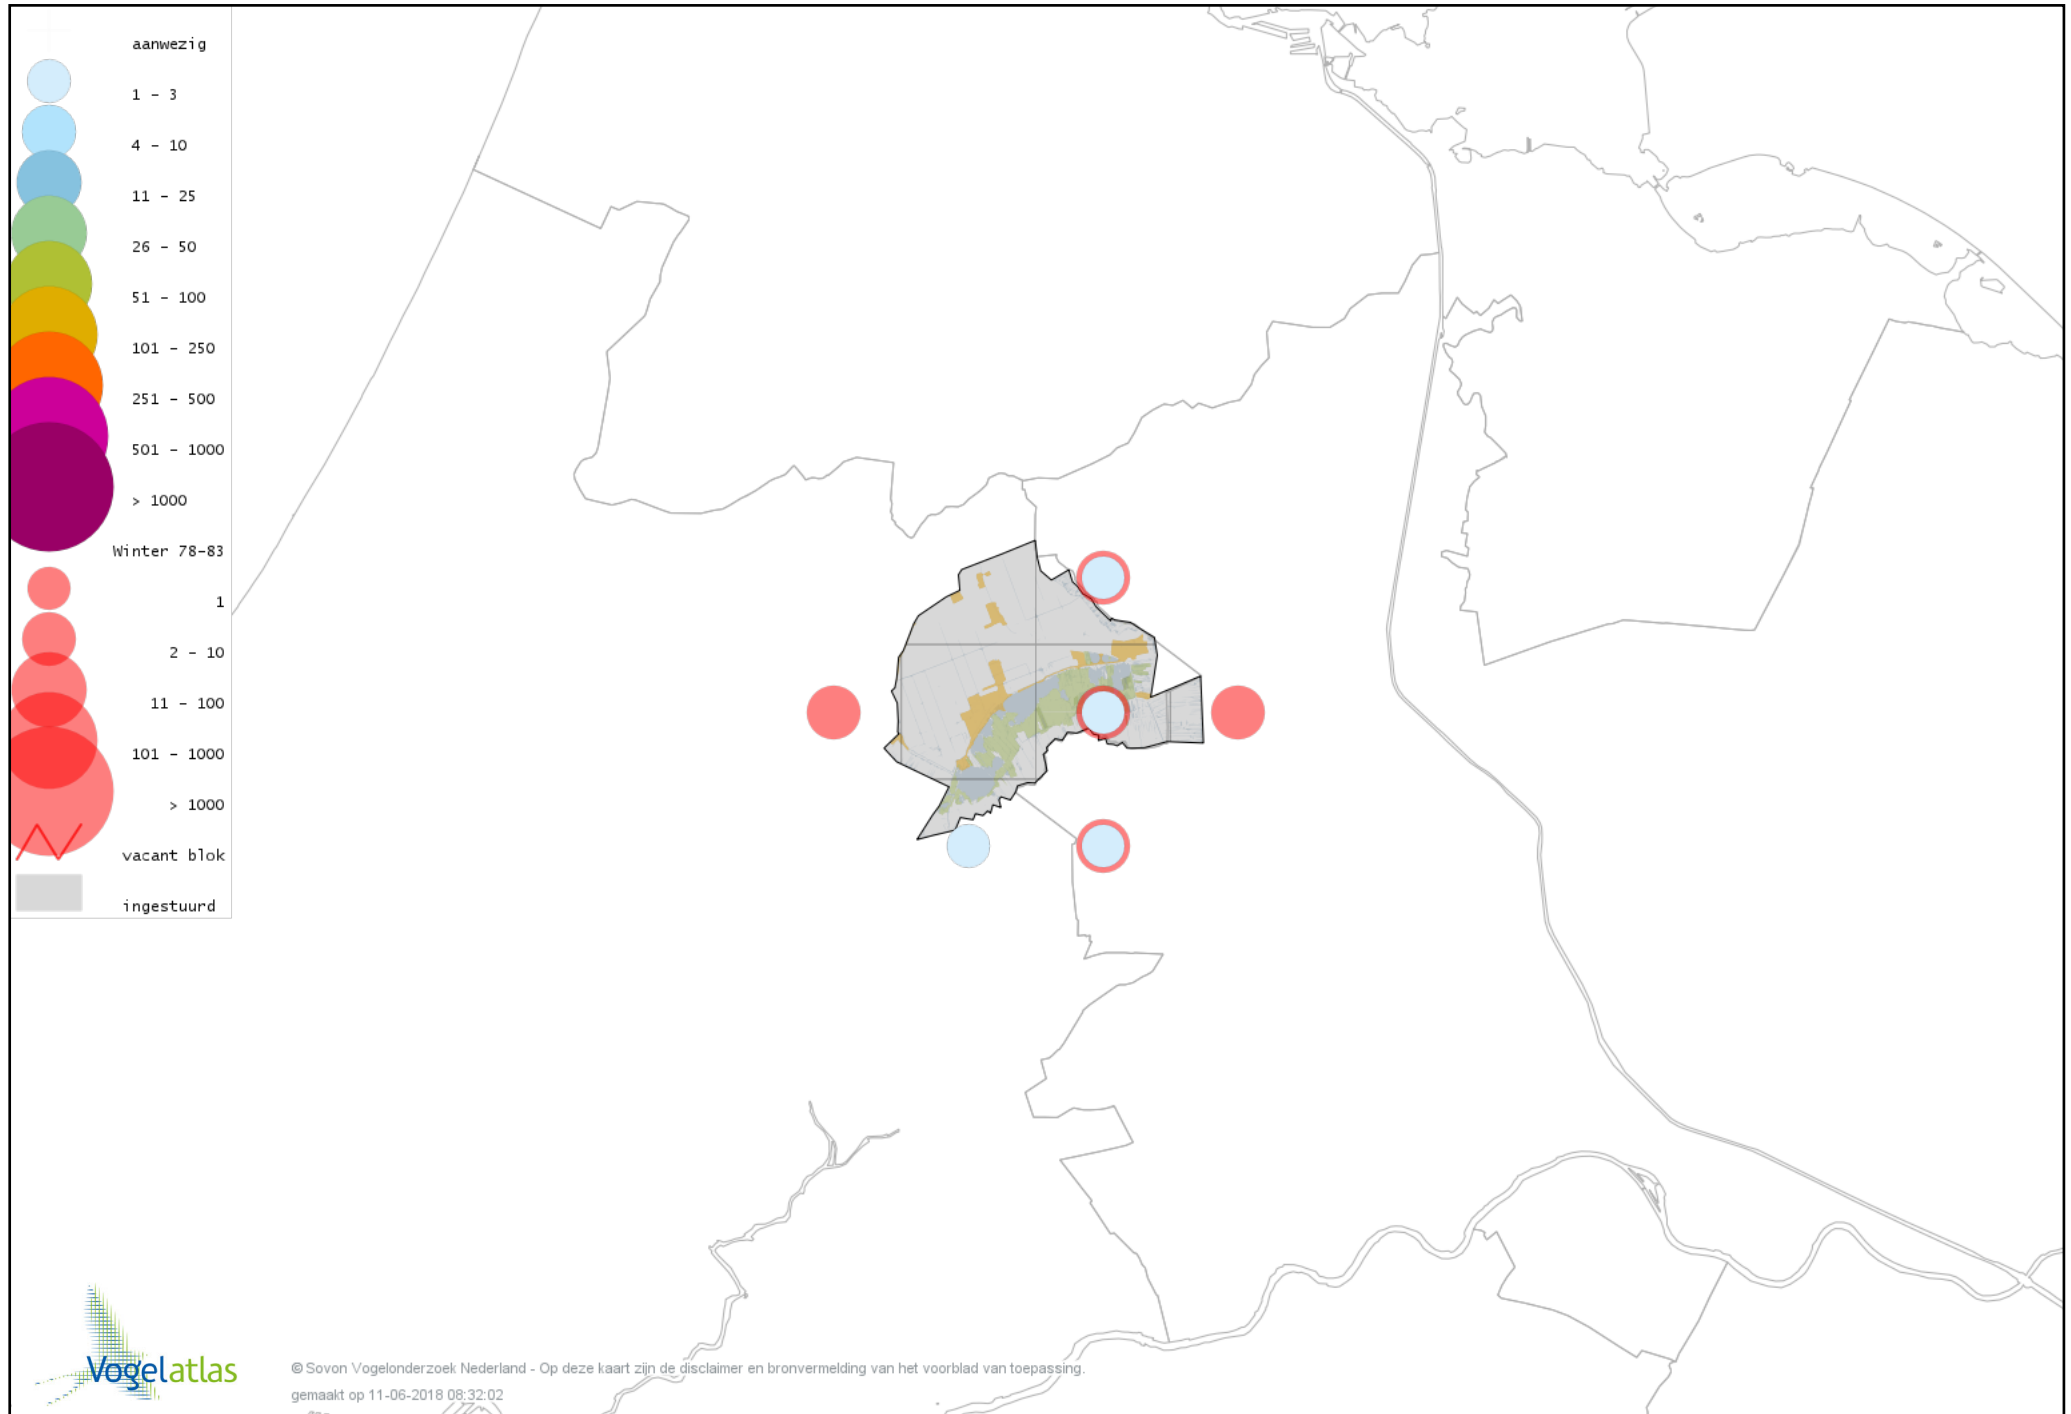 aanwezig
1 - 3
4 - 10
11 - 25
26 - 50
51 - 100
101 - 250
251 - 500
501 - 1000
> 1000
Winter 78-83
1
2 - 10
11 - 100
101 - 1000
> 1000
vacant blok
ingestuurd
Vogelatlas
© Sovon Vogelonderzoek Nederland - Op deze kaart zijn de disclaimer en bronvermelding van het voorblad van toepassing.
gemaakt op 11-06-2018 08:32:02